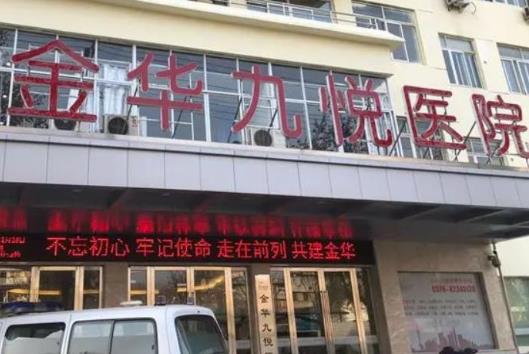 金华九悦医院
不忘初心 牢记使命 走在前列 共建金华
金华九悦